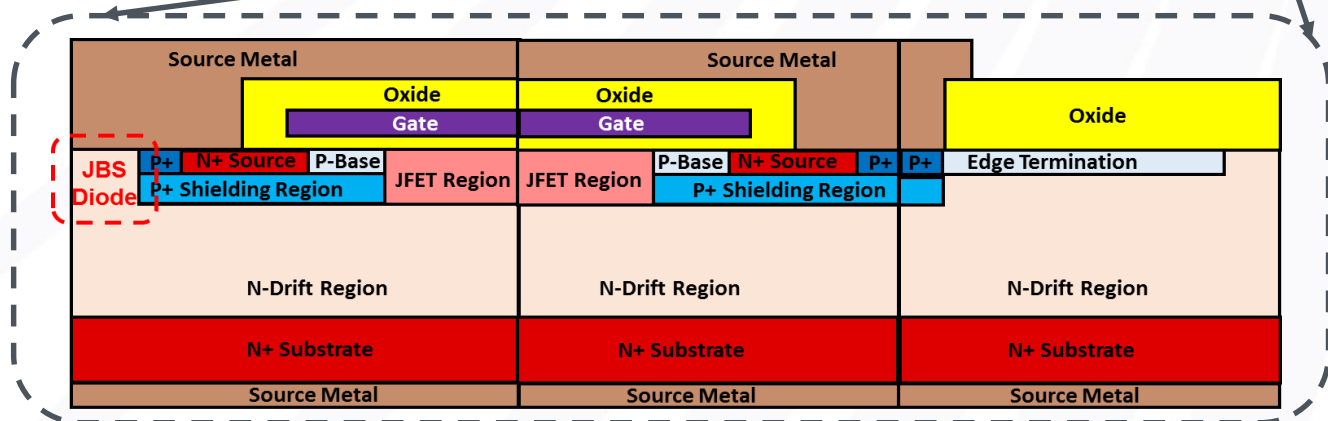 Source Metal
Source Metal
Oxide
Oxide
Oxide
Gate
Gate
JBS
Diode
P+
N+ Source
P-Base
JFET Region
JFET Region
P-Base
N+ Source
P+
P+
Edge Termination
P+ Shielding Region
P+ Shielding Region
N-Drift Region
N-Drift Region
N-Drift Region
N+ Substrate
N+ Substrate
N+ Substrate
Source Metal
Source Metal
Source Metal